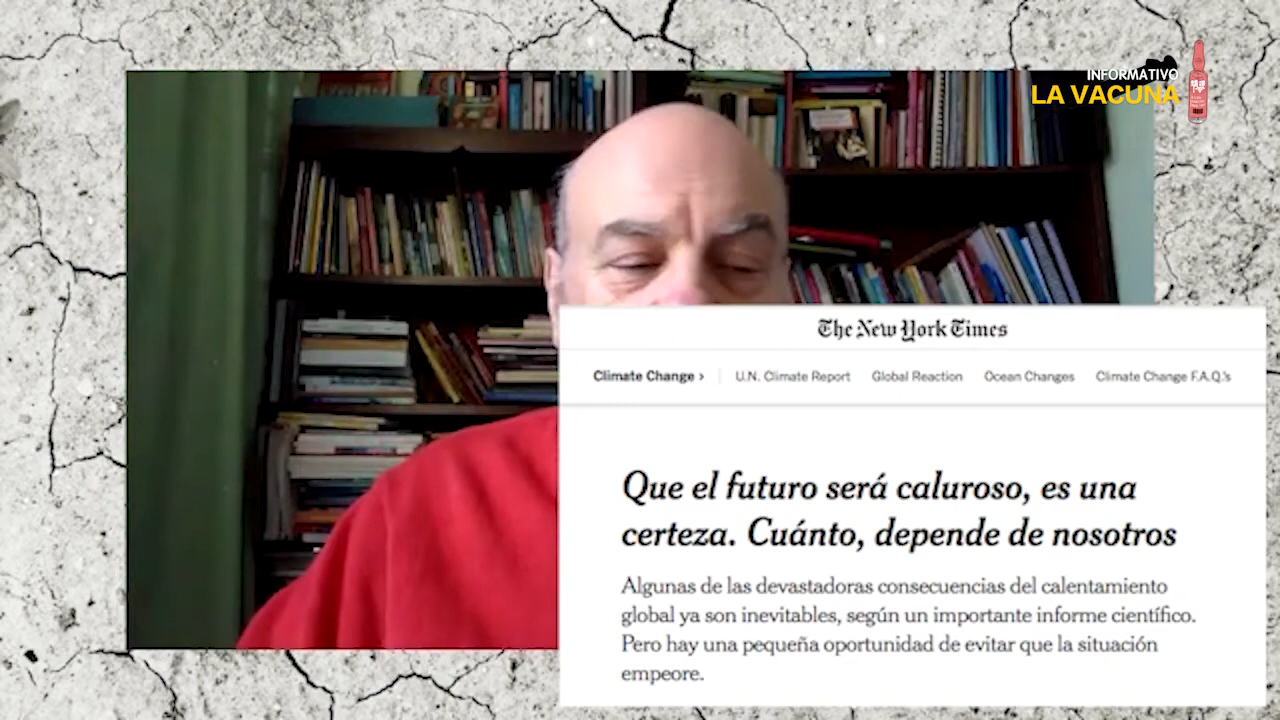 INFORMATIVO
LA VACUNA
The New York Times
Climate Change › U.N. Climate Report Global Reaction Ocean Changes Climate Change F.A.Q.'s
Que el futuro será caluroso, es una
certeza. Cuánto, depende de nosotros
Algunas de las devastadoras consecuencias del calentamiento
global ya son inevitables, según un importante informe científico.
Pero hay una pequeña oportunidad de evitar que la situación
empeore.